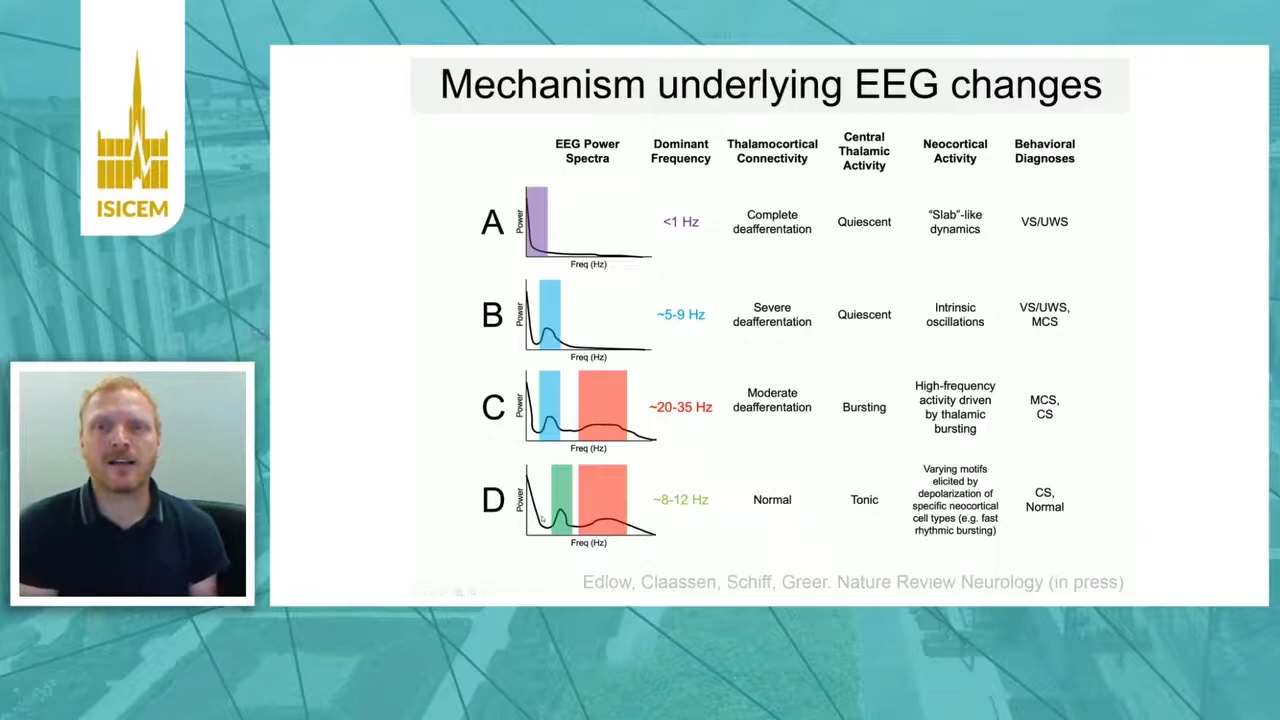 ISICEM
Mechanism underlying EEG changes
EEG Power
Spectra
Dominant
Frequency
Thalamocortical
Connectivity
Central
Thalamic
Activity
Neocortical
Activity
Behavioral
Diagnoses
A
Power
Freq (Hz)
<1 Hz
Complete
deafferentation
Quiescent
“Slab”-like
dynamics
VS/UWS
B
Power
Freq (Hz)
~5-9 Hz
Severe
deafferentation
Quiescent
Intrinsic
oscillations
VS/UWS,
MCS
C
Power
Freq (Hz)
~20-35 Hz
Moderate
deafferentation
Bursting
High-frequency
activity driven
by thalamic
bursting
MCS,
CS
D
Power
Freq (Hz)
~8-12 Hz
Normal
Tonic
Varying motifs
elicited by
depolarization of
specific neocortical
cell types (e.g. fast
rhythmic bursting)
CS,
Normal
Edlow, Claassen, Schiff, Greer. Nature Review Neurology (in press)